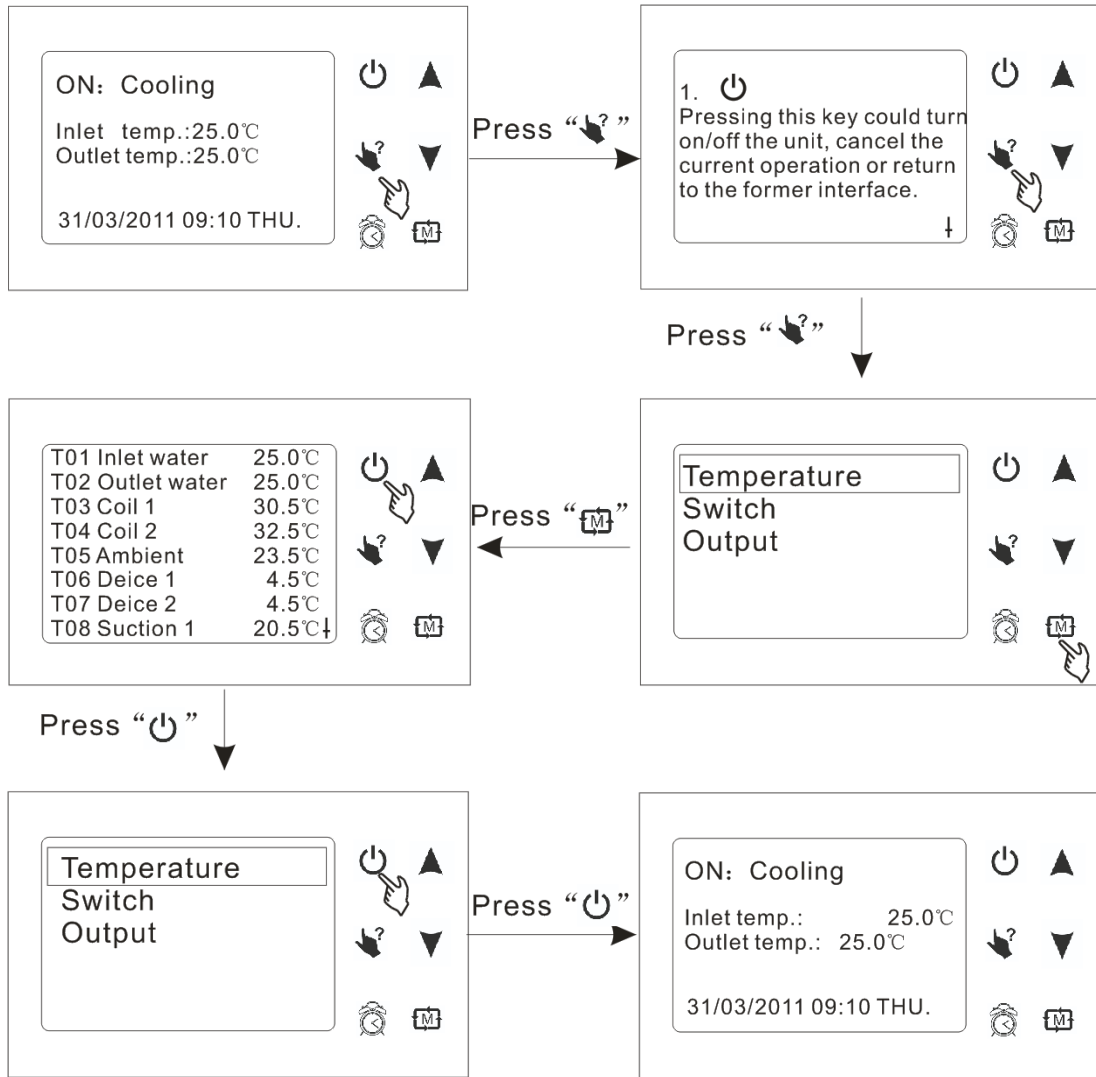 ON: Cooling
Inlet temp.:25.0℃
Outlet temp.:25.0℃
31/03/2011 09:10 THU.
Press “ ? ”
1.
Pressing this key could turn
on/off the unit, cancel the
current operation or return
to the former interface.
Press “ ? ”
Temperature
Switch
Output
Press “ M ”
T01 Inlet water 25.0℃
T02 Outlet water 25.0℃
T03 Coil 1 30.5℃
T04 Coil 2 32.5℃
T05 Ambient 23.5℃
T06 Deice 1 4.5℃
T07 Deice 2 4.5℃
T08 Suction 1 20.5℃
Press “ ”
Temperature
Switch
Output
Press “ ”
ON: Cooling
Inlet temp.: 25.0℃
Outlet temp.: 25.0℃
31/03/2011 09:10 THU.